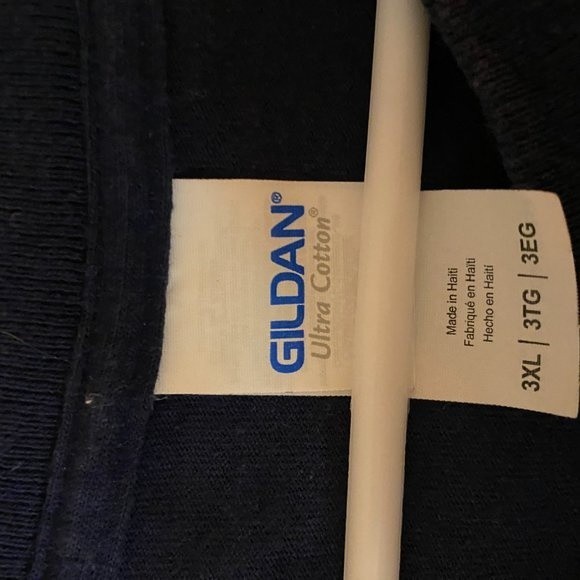 GILDAN®
Ultra Cotton®
Made in Haiti
Fabriqué en Haïti
Hecho en Haití
3XL | 3TG | 3EG